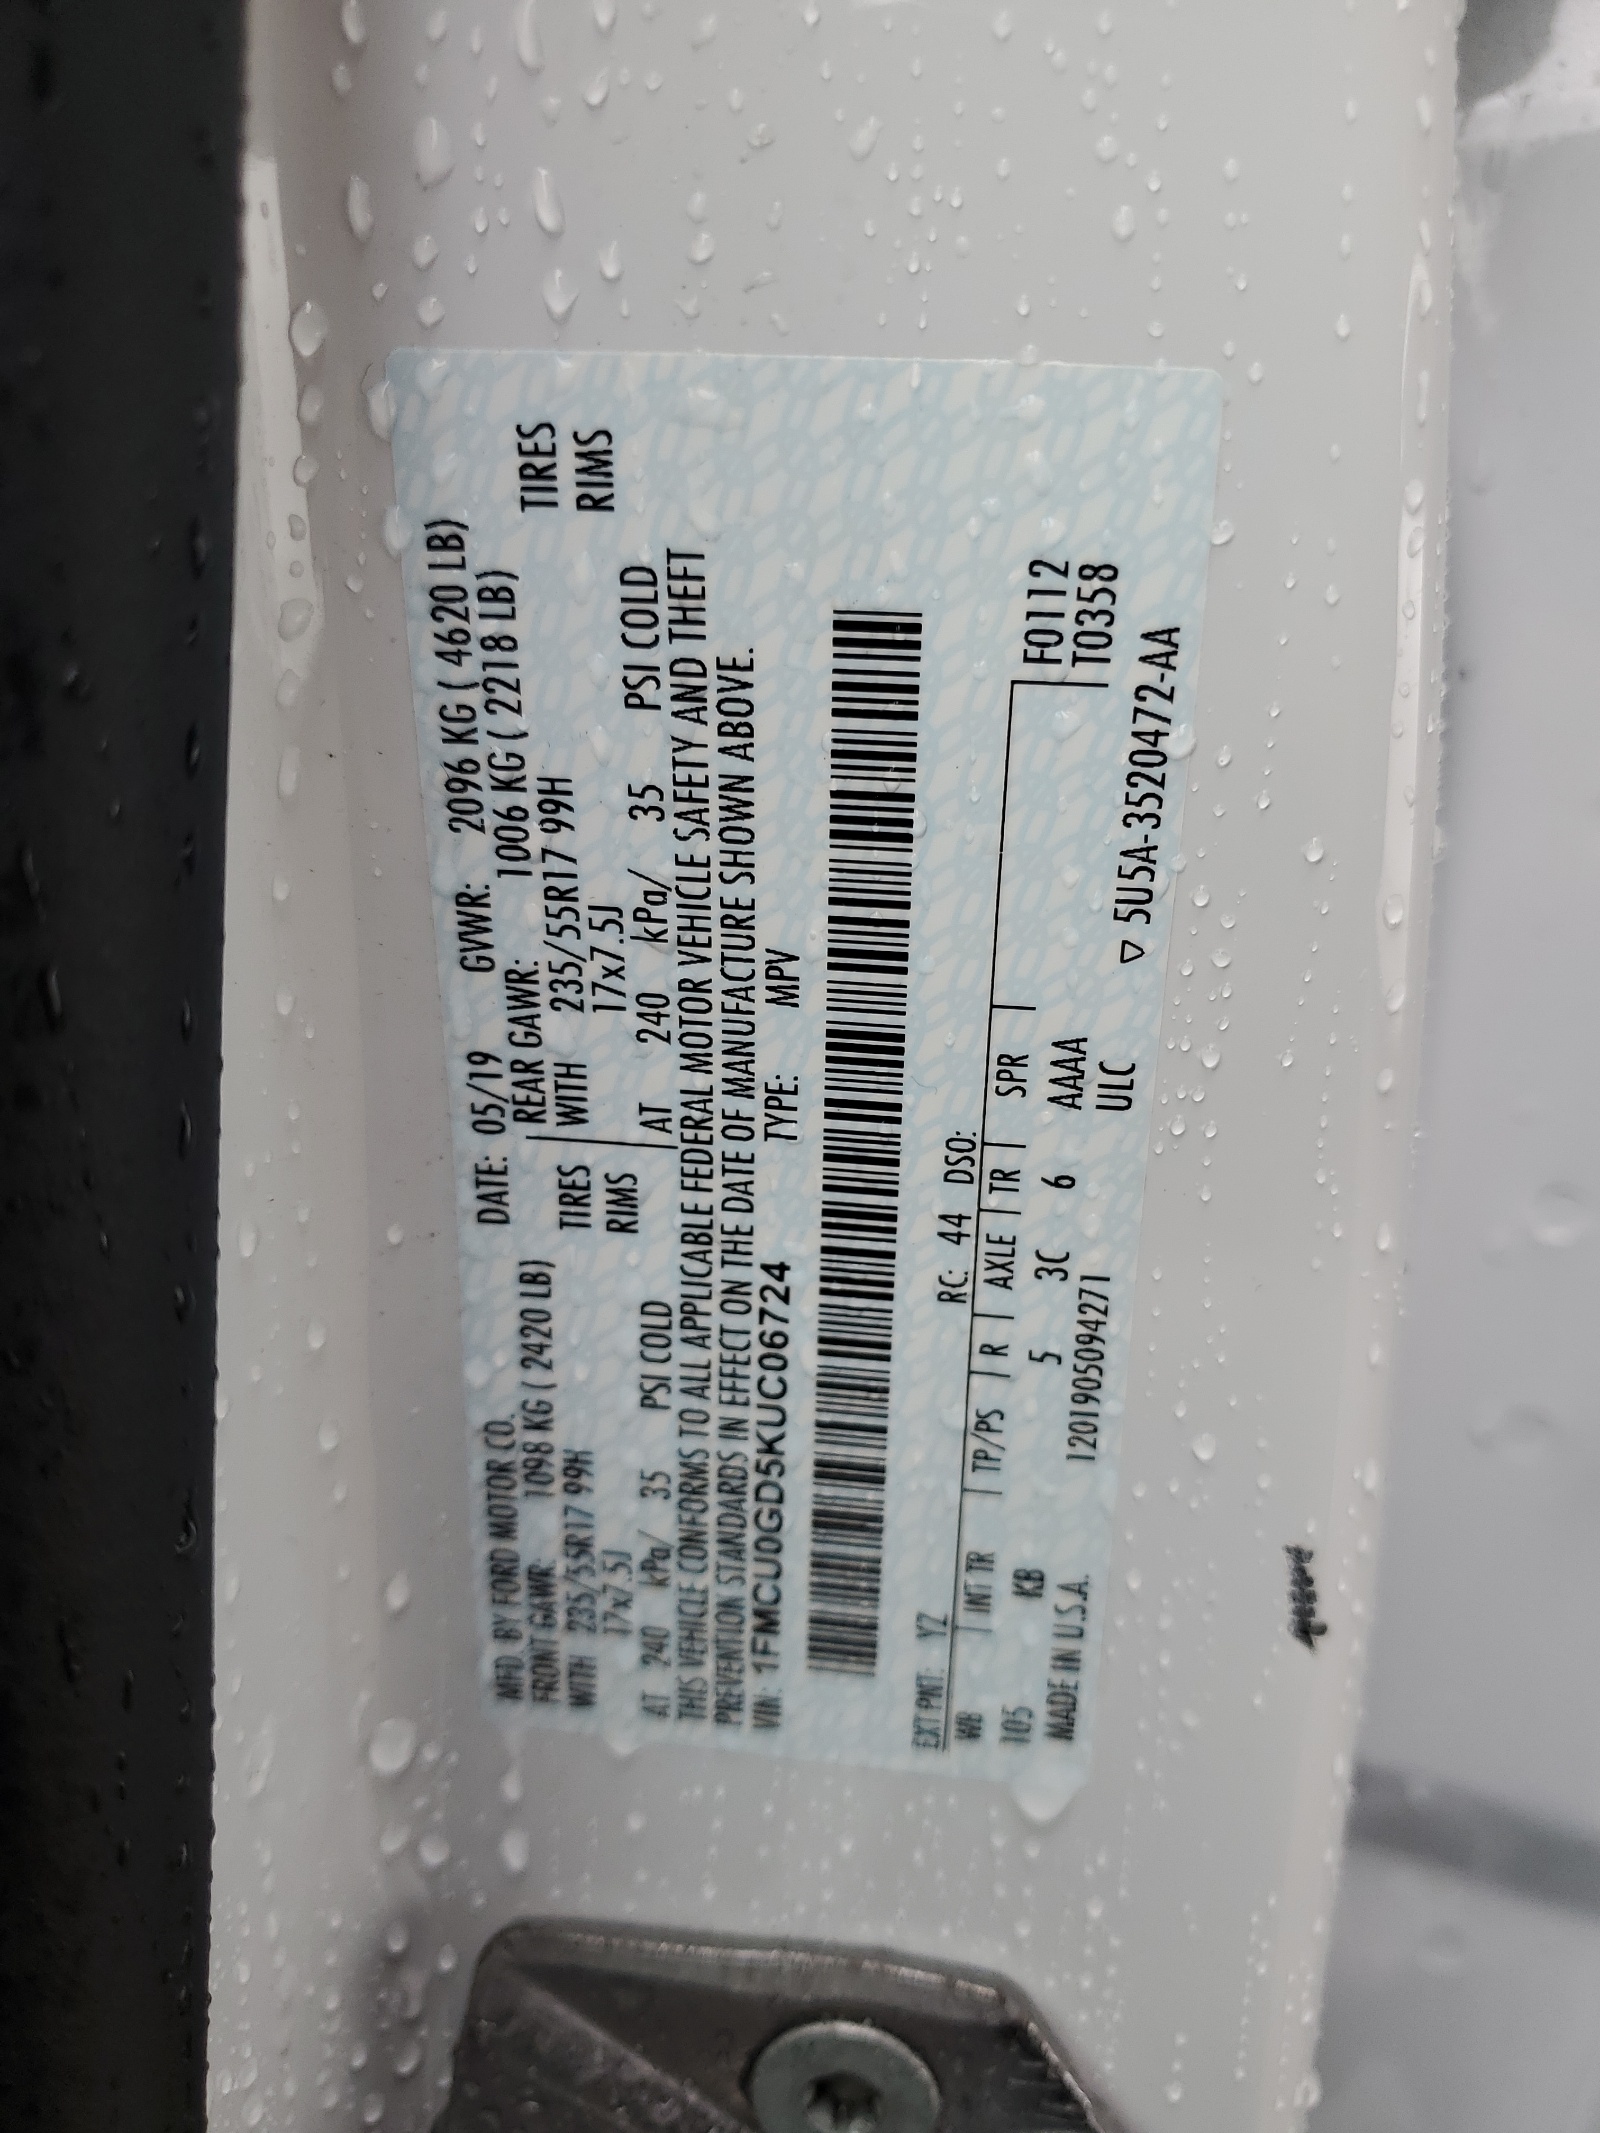 MFD. BY FORD MOTOR CO. DATE: 05/19 GVWR: 2096 KG ( 4620 LB)
FRONT GAWR: 1098 KG ( 2420 LB) REAR GAWR: 1006 KG ( 2218 LB)
WITH 235/55R17 99H TIRES WITH 235/55R17 99H TIRES
17x7.5J RIMS 17x7.5J RIMS
AT 240 kPa/ 35 PSI COLD AT 240 kPa/ 35 PSI COLD
THIS VEHICLE CONFORMS TO ALL APPLICABLE FEDERAL MOTOR VEHICLE SAFETY AND THEFT
PREVENTION STANDARDS IN EFFECT ON THE DATE OF MANUFACTURE SHOWN ABOVE.
VIN: 1FMCU0GD5KUC06724 TYPE: MPV
EXT PNT: YZ RC: 44 DSO:
WB INT TR TP/PS R AXLE TR SPR F0112
105 KB 5 3C 6 AAAA T0358
MADE IN U.S.A. 1201905094271 ULC ▽ 5U5A-3520472-AA